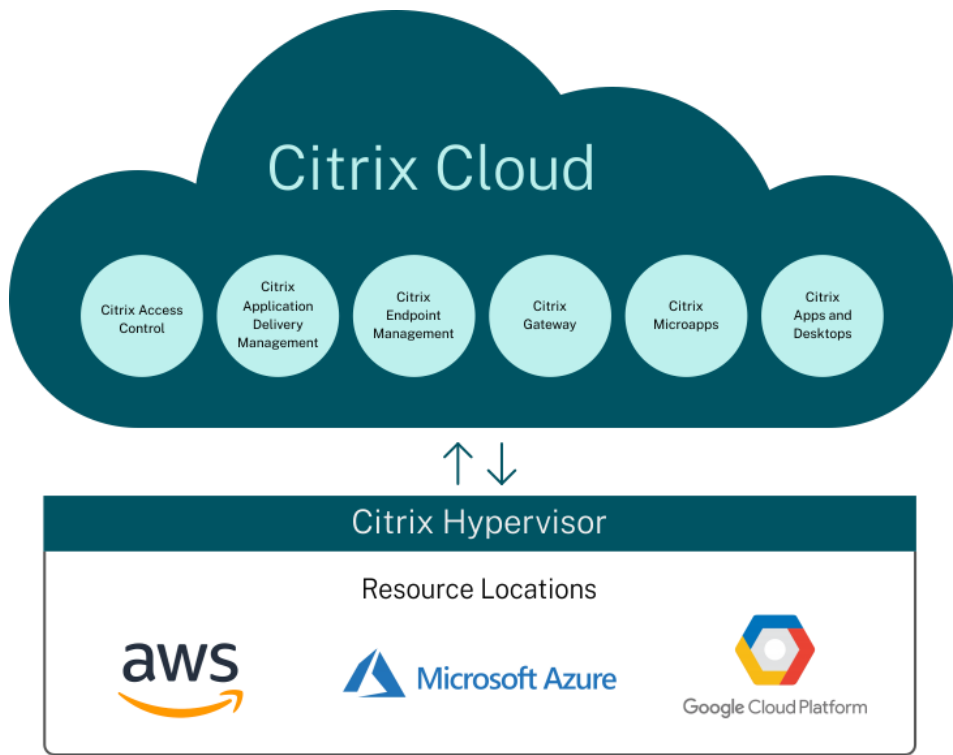 Citrix Cloud
Citrix Access
Control
Citrix
Application
Delivery
Management
Citrix
Endpoint
Management
Citrix
Gateway
Citrix
Microapps
Citrix
Apps and
Desktops
Citrix Hypervisor
Resource Locations
aws
Microsoft Azure
Google Cloud Platform